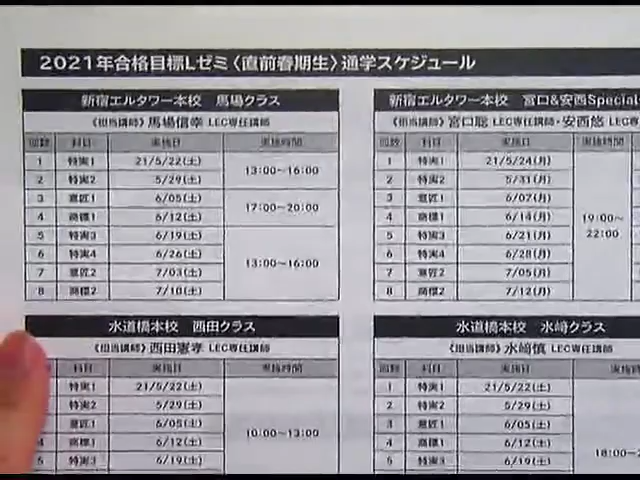 2021年合格目標Lゼミ〈直前春期生〉通学スケジュール
新宿エルタワー本校 馬場クラス
《担当講師》馬場信幸 LEC専任講師
回数 科目 実施日 実施時間
1 特実1 21/5/22(土) 13:00~16:00
2 特実2 5/29(土)
3 意匠1 6/05(土) 17:00~20:00
4 商標1 6/12(土)
5 特実3 6/19(土) 13:00~16:00
6 特実4 6/26(土)
7 意匠2 7/03(土)
8 商標2 7/10(土)
新宿エルタワー本校 宮口&安西Special
《担当講師》宮口聡 LEC専任講師・安西悠 LEC専
回数 科目 実施日 実施時間
1 特実1 21/5/24(月) 19:00~22:00
2 特実2 5/31(月)
3 意匠1 6/07(月)
4 商標1 6/14(月)
5 特実3 6/21(月)
6 特実4 6/28(月)
7 意匠2 7/05(月)
8 商標2 7/12(月)
水道橋本校 西田クラス
《担当講師》西田憲孝 LEC専任講師
科目 実施日 実施時間
特実1 21/5/22(土) 10:00~13:00
特実2 5/29(土)
意匠1 6/05(土)
4 商標1 6/12(土)
5 特実3 6/19(土)
水道橋本校 水﨑クラス
《担当講師》水﨑慎 LEC専任講師
回数 科目 実施日 実施時
1 特実1 21/5/22(土) 18:00~2
2 特実2 5/29(土)
3 意匠1 6/05(土)
4 商標1 6/12(土)
5 特実3 6/19(土)